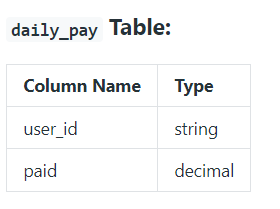 daily_pay Table:
Column Name Type
user_id string
paid decimal